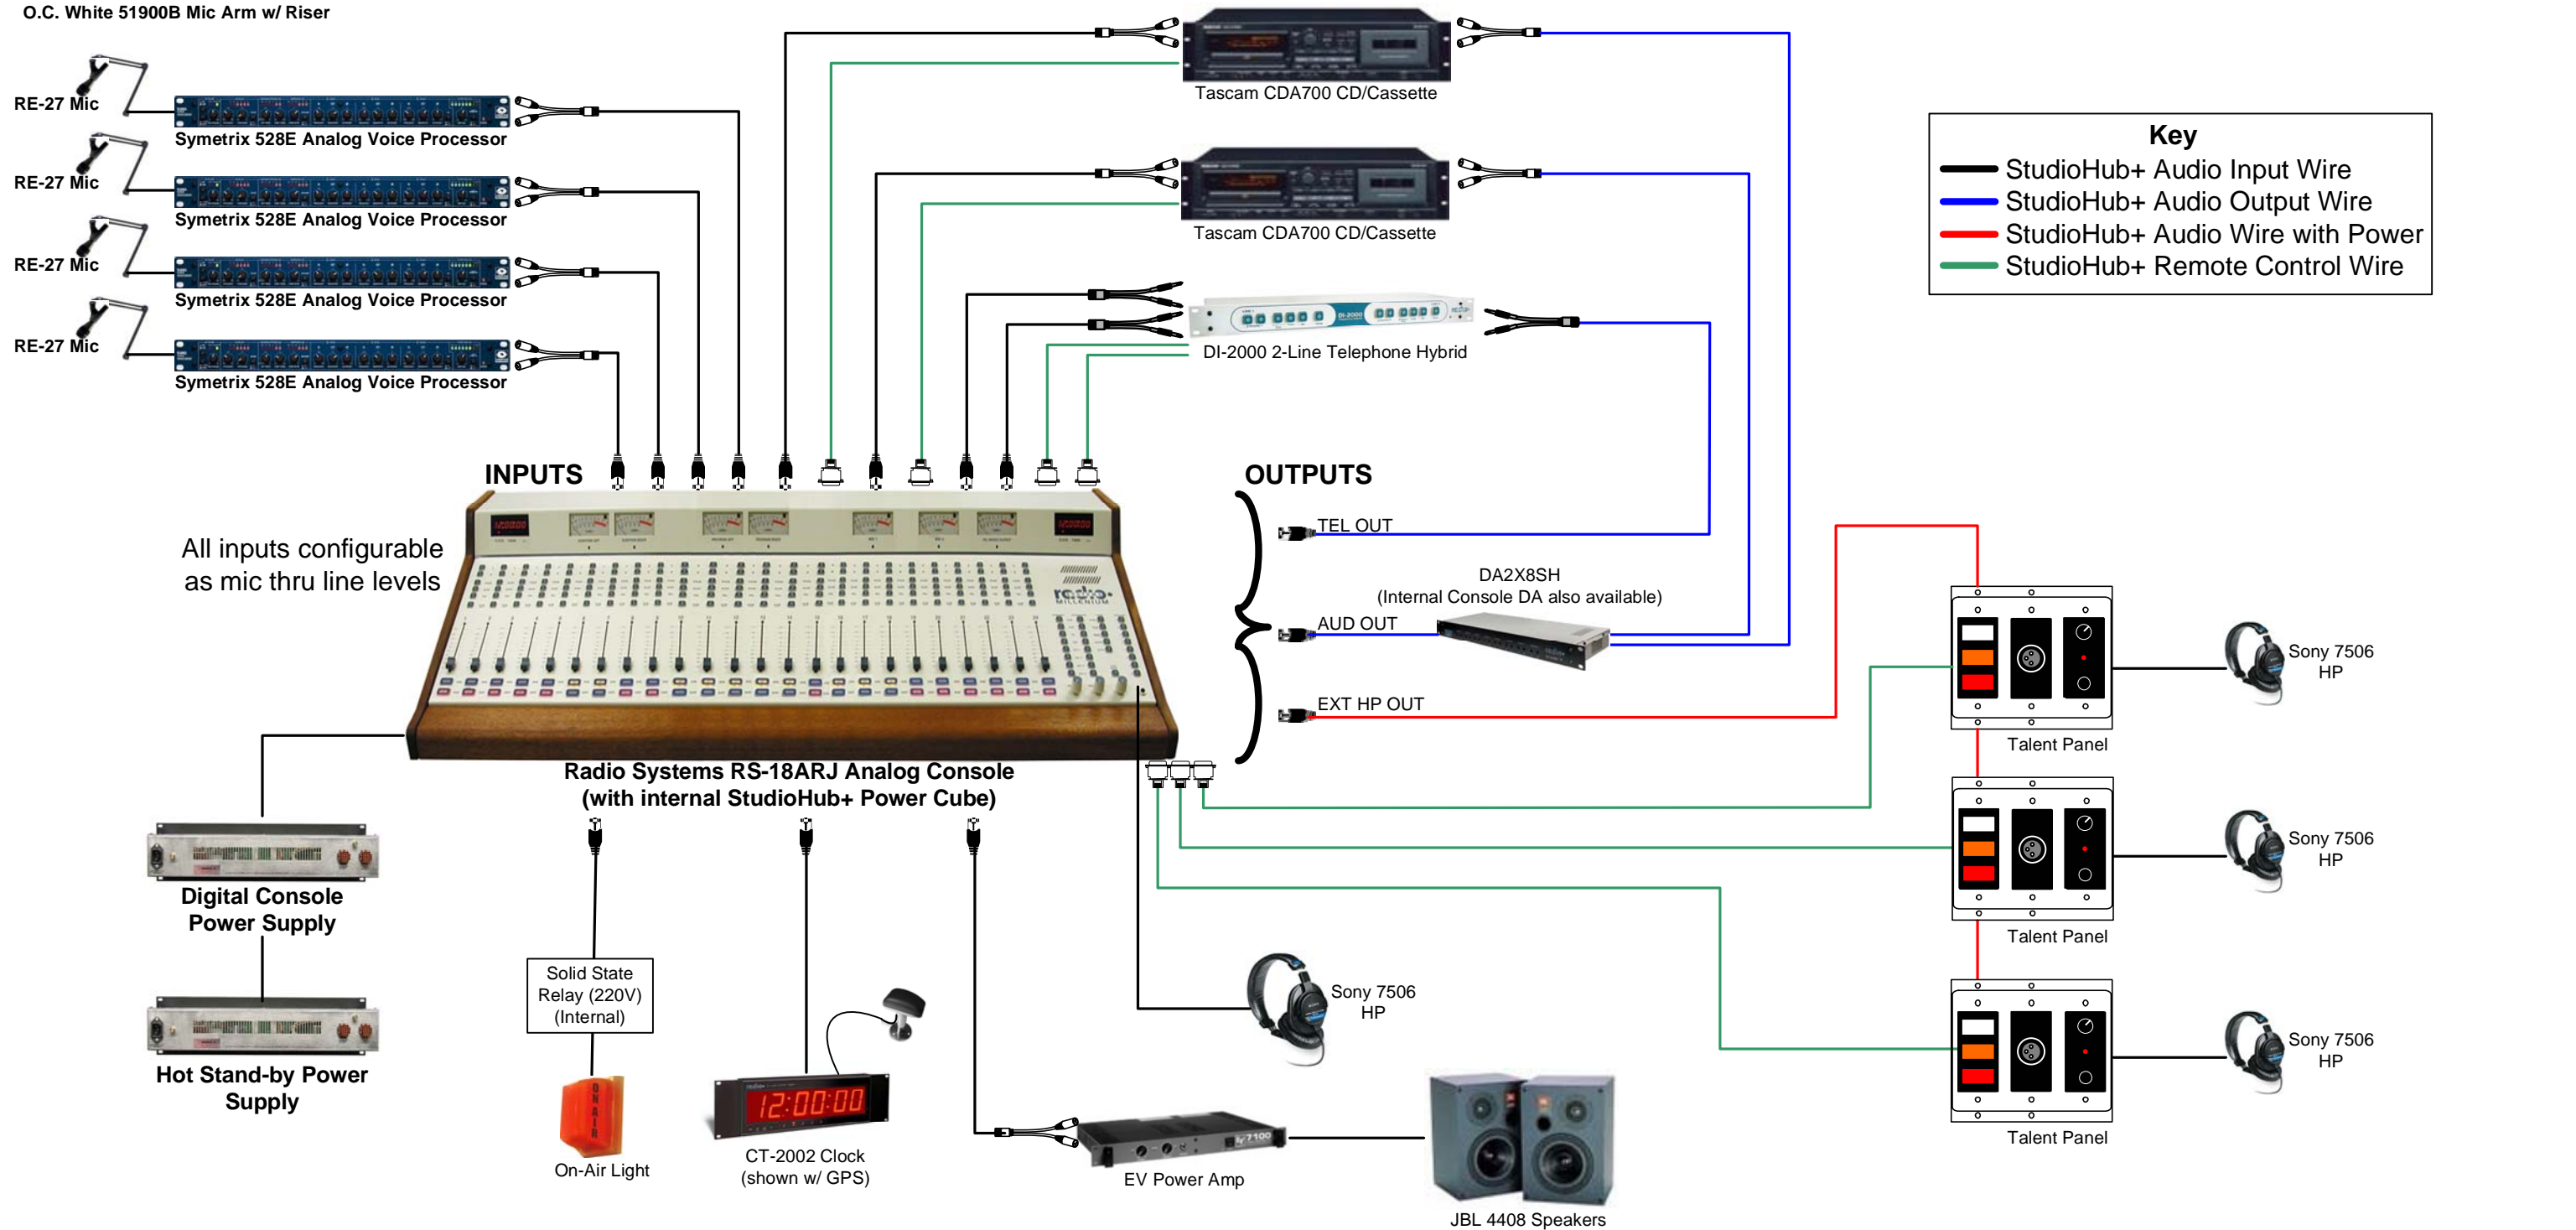 O.C. White 51900B Mic Arm w/ Riser
RE-27 Mic
Symetrix 528E Analog Voice Processor
RE-27 Mic
Symetrix 528E Analog Voice Processor
RE-27 Mic
Symetrix 528E Analog Voice Processor
RE-27 Mic
Symetrix 528E Analog Voice Processor
Tascam CDA700 CD/Cassette
Tascam CDA700 CD/Cassette
DI-2000
DI-2000 2-Line Telephone Hybrid
Key
StudioHub+ Audio Input Wire
StudioHub+ Audio Output Wire
StudioHub+ Audio Wire with Power
StudioHub+ Remote Control Wire
INPUTS
All inputs configurable
as mic thru line levels
radio
MILLENIUM
Radio Systems RS-18ARJ Analog Console
(with internal StudioHub+ Power Cube)
OUTPUTS
TEL OUT
DA2X8SH
(Internal Console DA also available)
AUD OUT
EXT HP OUT
Talent Panel
Sony 7506
HP
Talent Panel
Sony 7506
HP
Talent Panel
Sony 7506
HP
Digital Console
Power Supply
Hot Stand-by Power
Supply
Solid State
Relay (220V)
(Internal)
ON AIR
On-Air Light
12:00:00
CT-2002 Clock
(shown w/ GPS)
Sony 7506
HP
7100
EV Power Amp
JBL 4408 Speakers